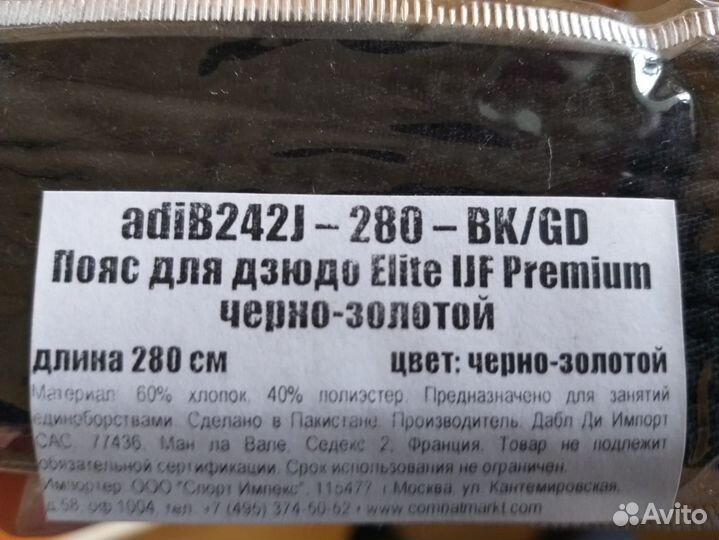 adiB242J – 280 – BK/GD
Пояс для дзюдо Elite IJF Premium
черно-золотой
длина 280 см цвет: черно-золотой
Материал: 60% хлопок, 40% полиэстер. Предназначено для занятий
единоборствами. Сделано в Пакистане. Производитель: Дабл Ди Импорт
САС, 77436, Ман ла Вале, Седекс 2, Франция. Товар не подлежит
обязательной сертификации. Срок использования не ограничен.
Импортер: ООО "Спорт Импекс", 115477 г Москва, ул. Кантемировская,
д.58, оф 1004, тел. +7 (495) 374-50-62 • www.compatmarkt.com
Avito